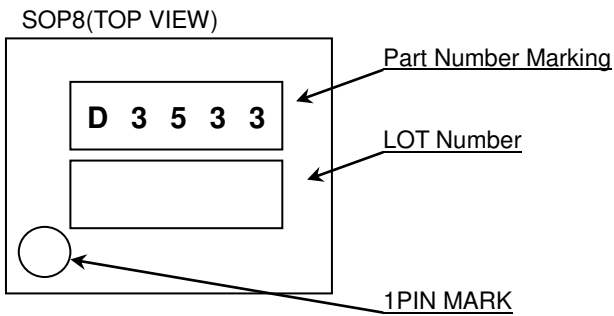 SOP8(TOP VIEW)
Part Number Marking
D 3 5 3 3
LOT Number
1PIN MARK